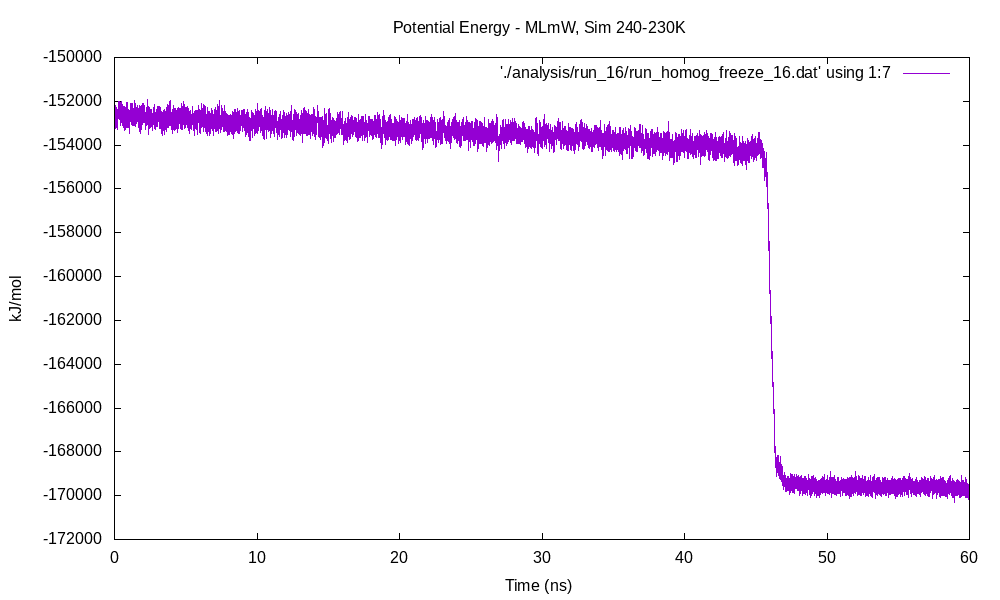 Potential Energy - MLmW, Sim 240-230K
'./analysis/run_16/run_homog_freeze_16.dat' using 1:7
-150000
-152000
-154000
-156000
-158000
-160000
-162000
-164000
-166000
-168000
-170000
-172000
kJ/mol
0 10 20 30 40 50 60
Time (ns)